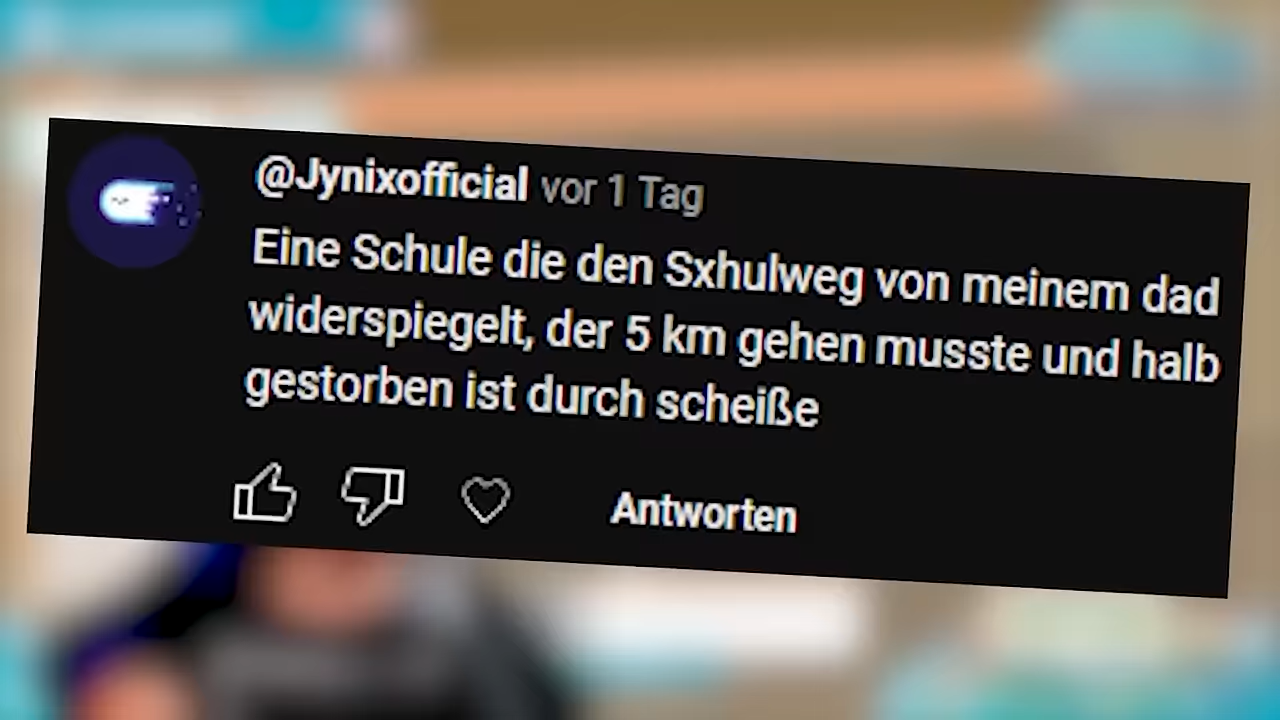 @Jynixofficial vor 1 Tag
Eine Schule die den Sxhulweg von meinem dad
widerspiegelt, der 5 km gehen musste und halb
gestorben ist durch scheiße
Antworten